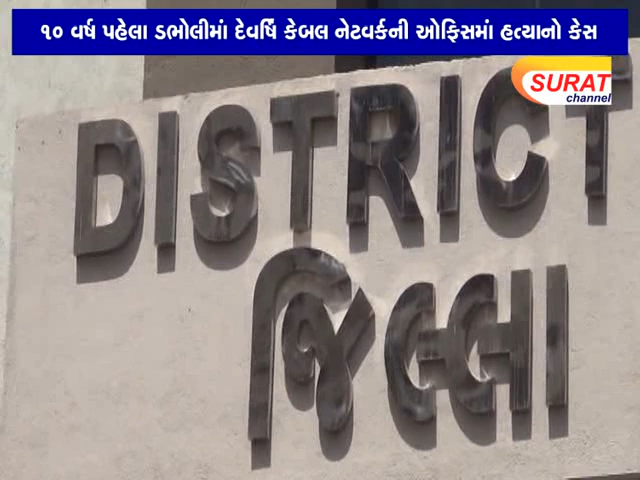 ૧૦ વર્ષ પહેલા ડભોલીમાં દેવર્ષિ કેબલ નેટવર્કની ઓફિસમાં હત્યાનો કેસ
SURAT
channel
DISTRICT
જિલ્લા